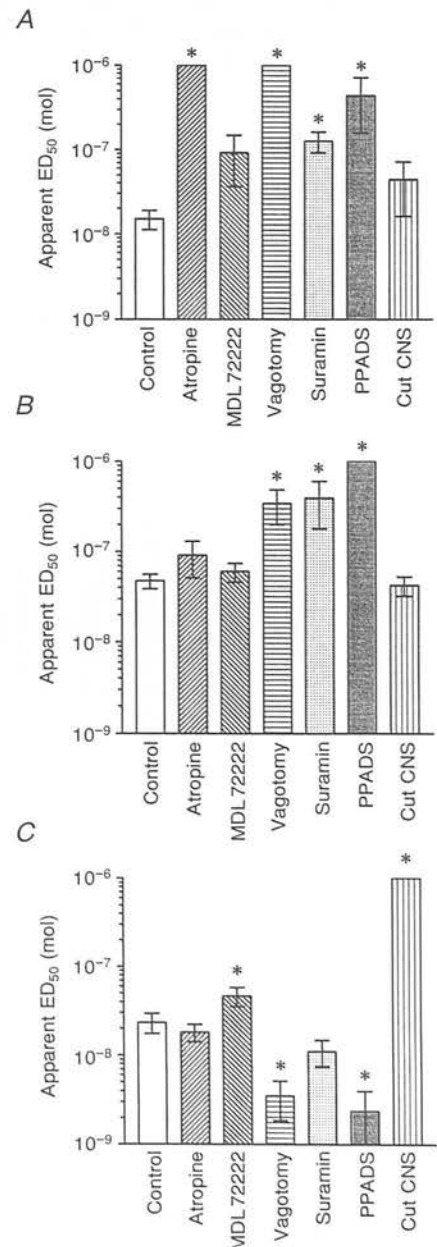 A
Apparent ED50 (mol)
10−6
10−7
10−8
10−9
*
*
*
*
Control
Atropine
MDL 72222
Vagotomy
Suramin
PPADS
Cut CNS
B
Apparent ED50 (mol)
10−6
10−7
10−8
10−9
*
*
*
Control
Atropine
MDL 72222
Vagotomy
Suramin
PPADS
Cut CNS
C
Apparent ED50 (mol)
10−6
10−7
10−8
10−9
*
*
*
*
Control
Atropine
MDL 72222
Vagotomy
Suramin
PPADS
Cut CNS